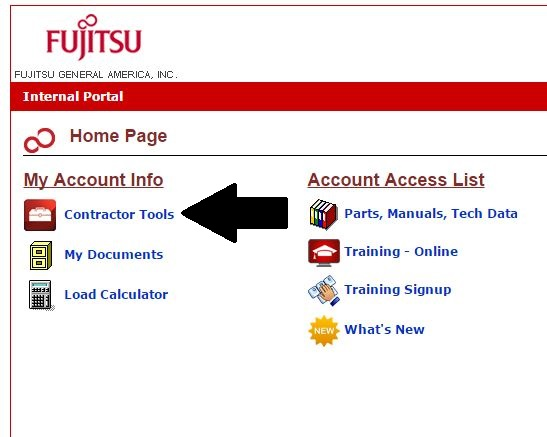 FUJITSU
FUJITSU GENERAL AMERICA, INC.
Internal Portal
Home Page
My Account Info
Contractor Tools
My Documents
Load Calculator
Account Access List
Parts, Manuals, Tech Data
Training - Online
Training Signup
NEW What's New